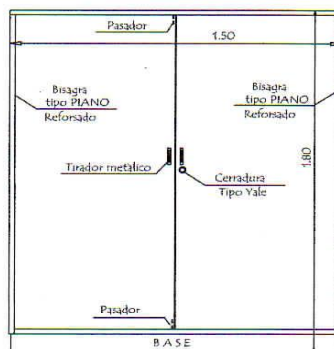 Pasador
1.50
Bisagra
tipo PIANO
Reforsado
Bisagra
tipo PIANO
Reforsado
Tirador metalico
Cerradura
Tipo Yale
1.80
Pasador
BASE